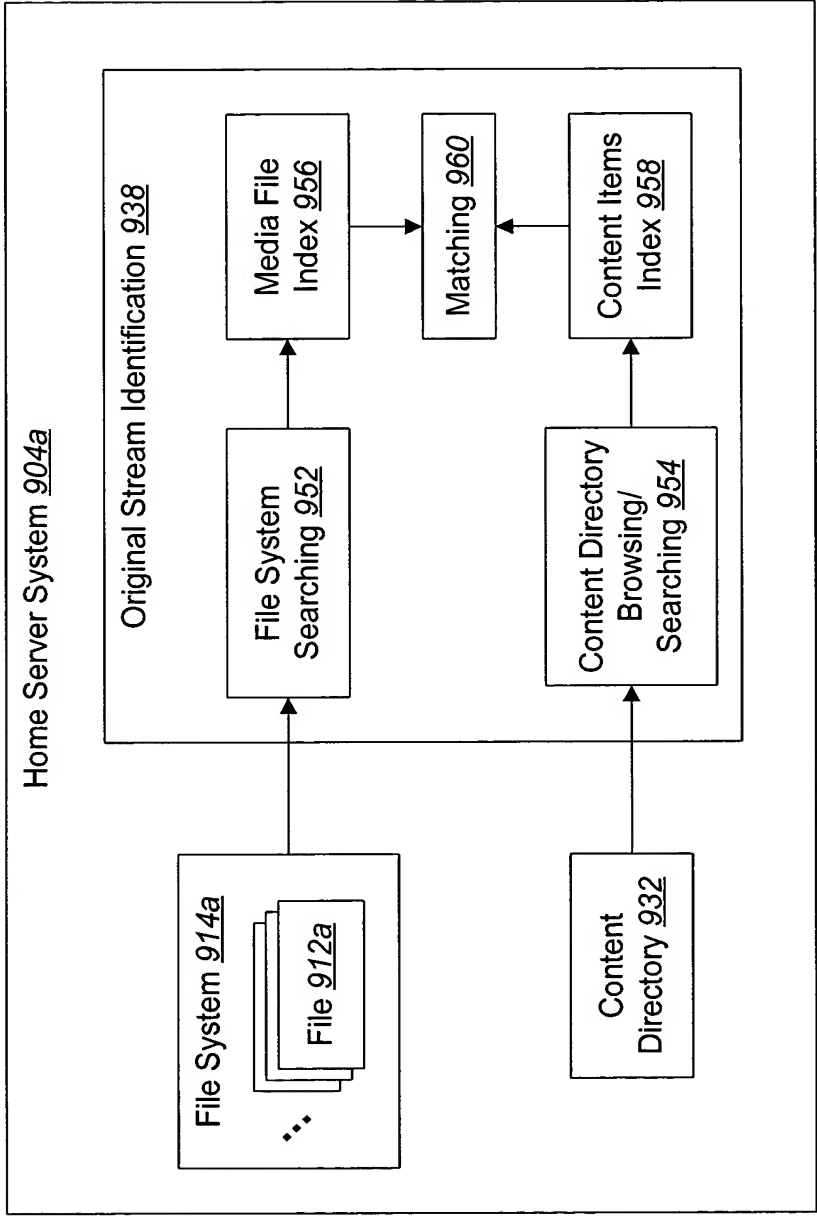 Home Server System 904a
Original Stream Identification 938
File System 914a
File 912a
...
File System
Searching 952
Media File
Index 956
Matching 960
Content
Directory 932
Content Directory
Browsing/
Searching 954
Content Items
Index 958